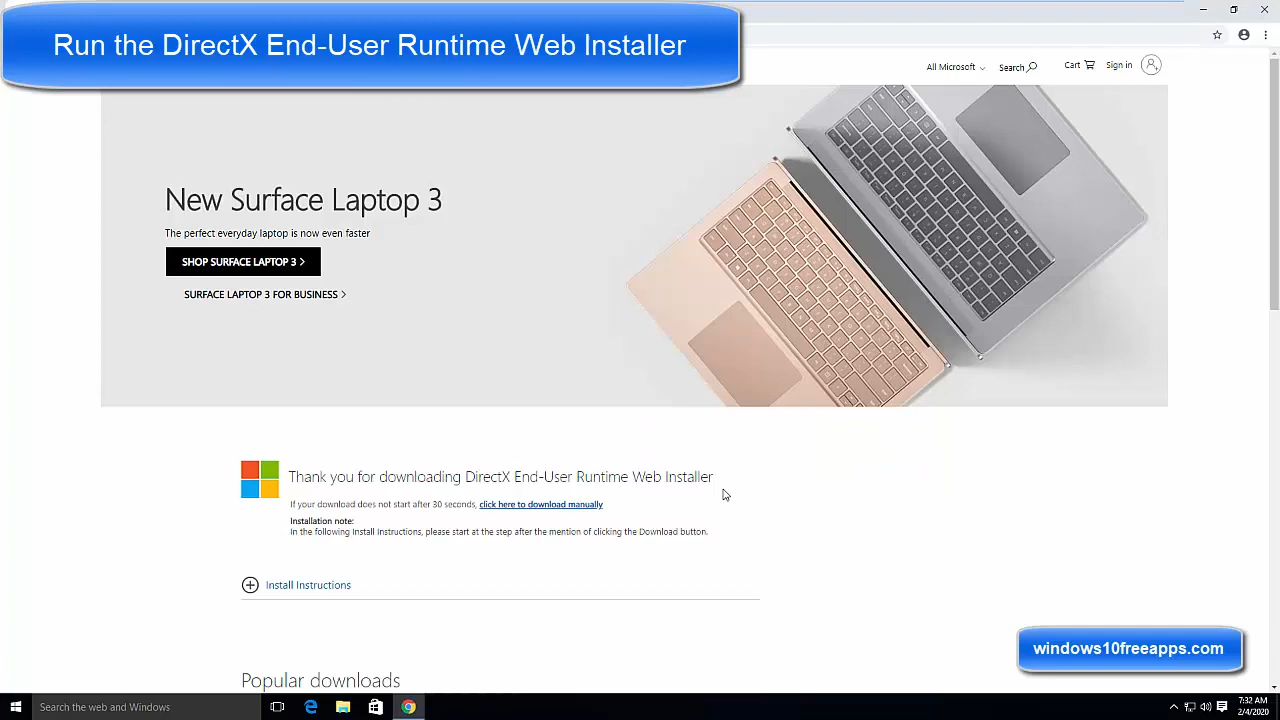 Run the DirectX End-User Runtime Web Installer
All Microsoft
Search
Cart
Sign in
New Surface Laptop 3
The perfect everyday laptop is now even faster
SHOP SURFACE LAPTOP 3 >
SURFACE LAPTOP 3 FOR BUSINESS >
Thank you for downloading DirectX End-User Runtime Web Installer
If your download does not start after 30 seconds, click here to download manually
Installation note:
In the following Install Instructions, please start at the step after the mention of clicking the Download button.
Install Instructions
windows10freeapps.com
Popular downloads
Search the web and Windows
7:32 AM
2/4/2020